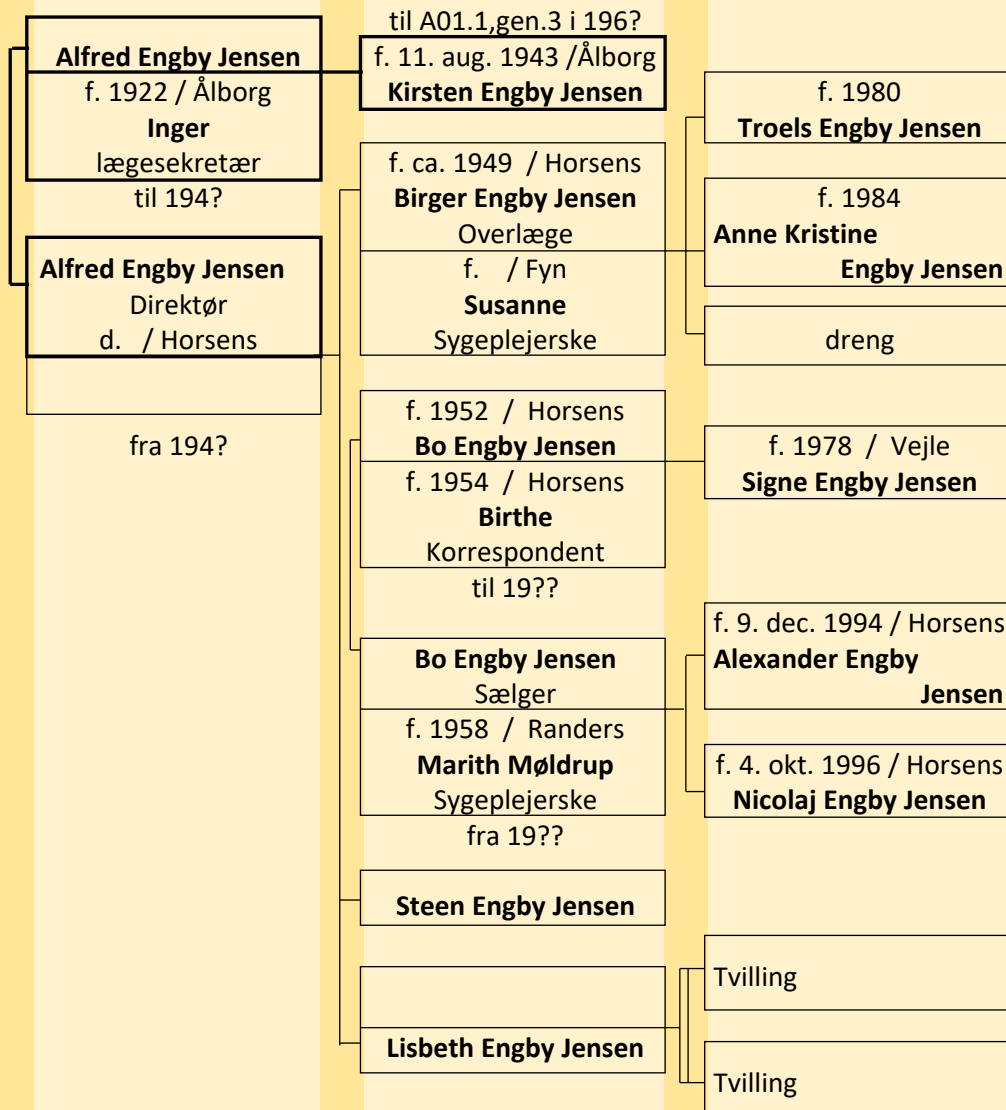 Alfred Engby Jensen
f. 1922 / Ålborg
Inger
lægesekretær
til 194?
Alfred Engby Jensen
Direktør
d. / Horsens
fra 194?
til A01.1,gen.3 i 196?
f. 11. aug. 1943 /Ålborg
Kirsten Engby Jensen
f. ca. 1949 / Horsens
Birger Engby Jensen
Overlæge
f. / Fyn
Susanne
Sygeplejerske
f. 1952 / Horsens
Bo Engby Jensen
f. 1954 / Horsens
Birthe
Korrespondent
til 19??
Bo Engby Jensen
Sælger
f. 1958 / Randers
Marith Møldrup
Sygeplejerske
fra 19??
Steen Engby Jensen
Lisbeth Engby Jensen
f. 1980
Troels Engby Jensen
f. 1984
Anne Kristine
Engby Jensen
dreng
f. 1978 / Vejle
Signe Engby Jensen
f. 9. dec. 1994 / Horsens
Alexander Engby
Jensen
f. 4. okt. 1996 / Horsens
Nicolaj Engby Jensen
Tvilling
Tvilling